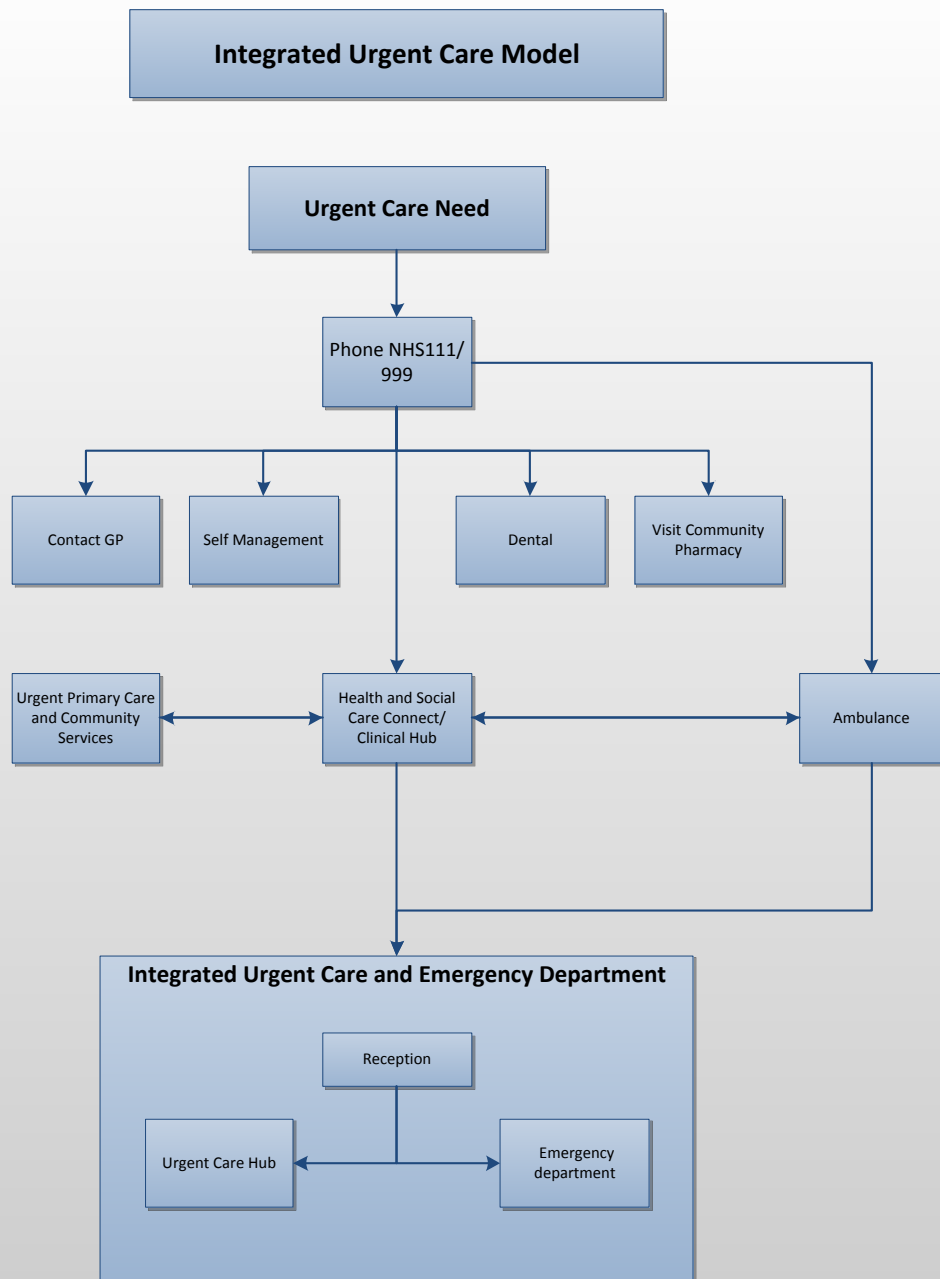 Integrated Urgent Care Model
Urgent Care Need
Phone NHS111/
999
Contact GP
Self Management
Dental
Visit Community
Pharmacy
Urgent Primary Care
and Community
Services
Health and Social
Care Connect/
Clinical Hub
Ambulance
Integrated Urgent Care and Emergency Department
Reception
Urgent Care Hub
Emergency
department